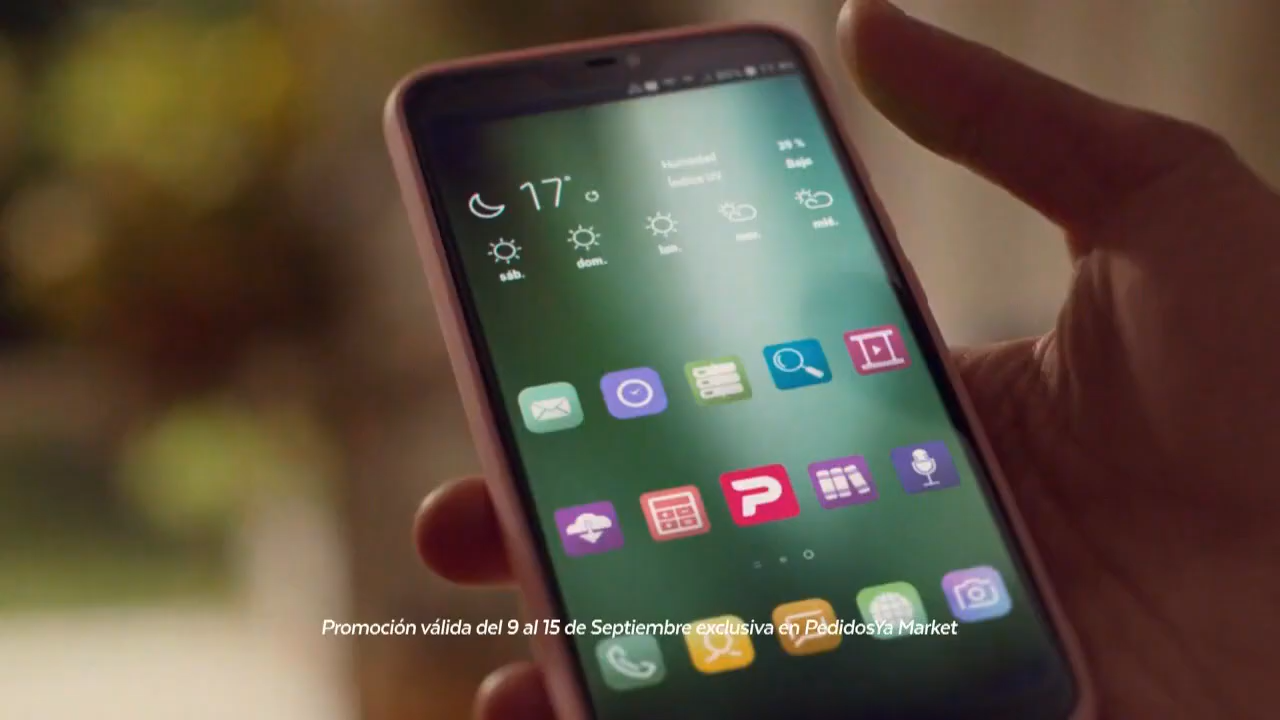 17°
Humedad
Índice UV
29 %
Bajo
sáb.
dom.
lun.
mar.
mié.
P
Promoción válida del 9 al 15 de Septiembre exclusiva en PedidosYa Market